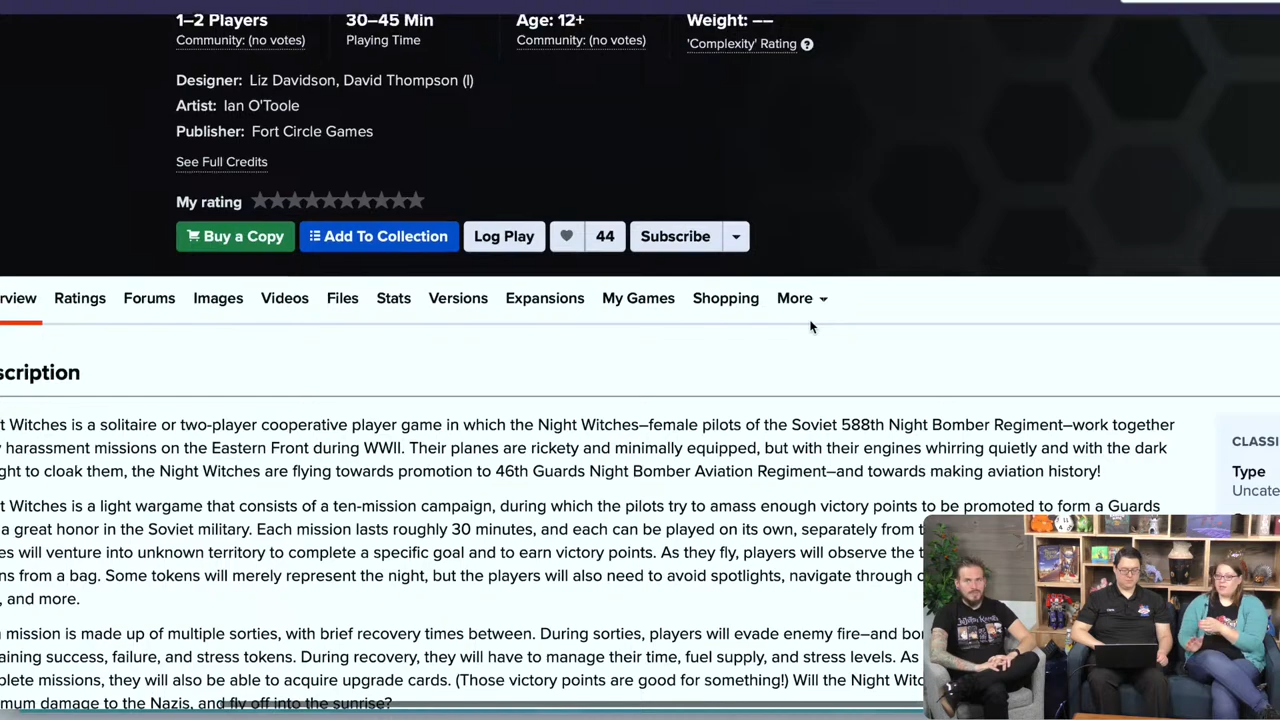 1–2 Players
Community: (no votes)
30–45 Min
Playing Time
Age: 12+
Community: (no votes)
Weight: ––
'Complexity' Rating ?
Designer: Liz Davidson, David Thompson (I)
Artist: Ian O'Toole
Publisher: Fort Circle Games
See Full Credits
My rating
Buy a Copy
Add To Collection
Log Play
44
Subscribe
rview Ratings Forums Images Videos Files Stats Versions Expansions My Games Shopping More
scription
t Witches is a solitaire or two-player cooperative player game in which the Night Witches—female pilots of the Soviet 588th Night Bomber Regiment—work together
y harassment missions on the Eastern Front during WWII. Their planes are rickety and minimally equipped, but with their engines whirring quietly and with the dark
ght to cloak them, the Night Witches are flying towards promotion to 46th Guards Night Bomber Aviation Regiment—and towards making aviation history!
t Witches is a light wargame that consists of a ten-mission campaign, during which the pilots try to amass enough victory points to be promoted to form a Guards
a great honor in the Soviet military. Each mission lasts roughly 30 minutes, and each can be played on its own, separately from t
es will venture into unknown territory to complete a specific goal and to earn victory points. As they fly, players will observe the t
ns from a bag. Some tokens will merely represent the night, but the players will also need to avoid spotlights, navigate through c
, and more.
mission is made up of multiple sorties, with brief recovery times between. During sorties, players will evade enemy fire—and bo
aining success, failure, and stress tokens. During recovery, they will have to manage their time, fuel supply, and stress levels. As
plete missions, they will also be able to acquire upgrade cards. (Those victory points are good for something!) Will the Night Witc
mum damage to the Nazis, and fly off into the sunrise?
CLASSI
Type
Uncate